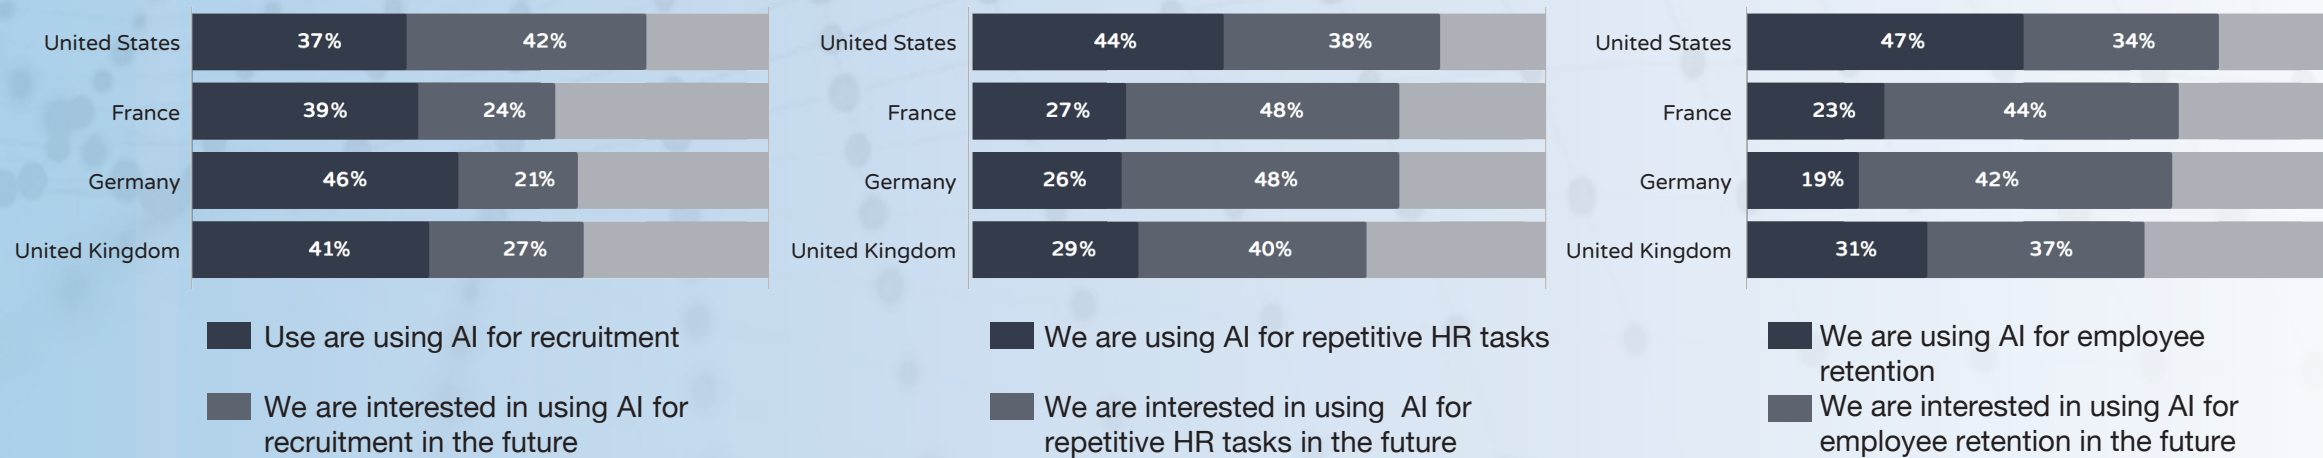 United States 37% 42%
France 39% 24%
Germany 46% 21%
United Kingdom 41% 27%
Use are using AI for recruitment
We are interested in using AI for
recruitment in the future
United States 44% 38%
France 27% 48%
Germany 26% 48%
United Kingdom 29% 40%
We are using AI for repetitive HR tasks
We are interested in using  AI for
repetitive HR tasks in the future
United States 47% 34%
France 23% 44%
Germany 19% 42%
United Kingdom 31% 37%
We are using AI for employee
retention
We are interested in using AI for
employee retention in the future